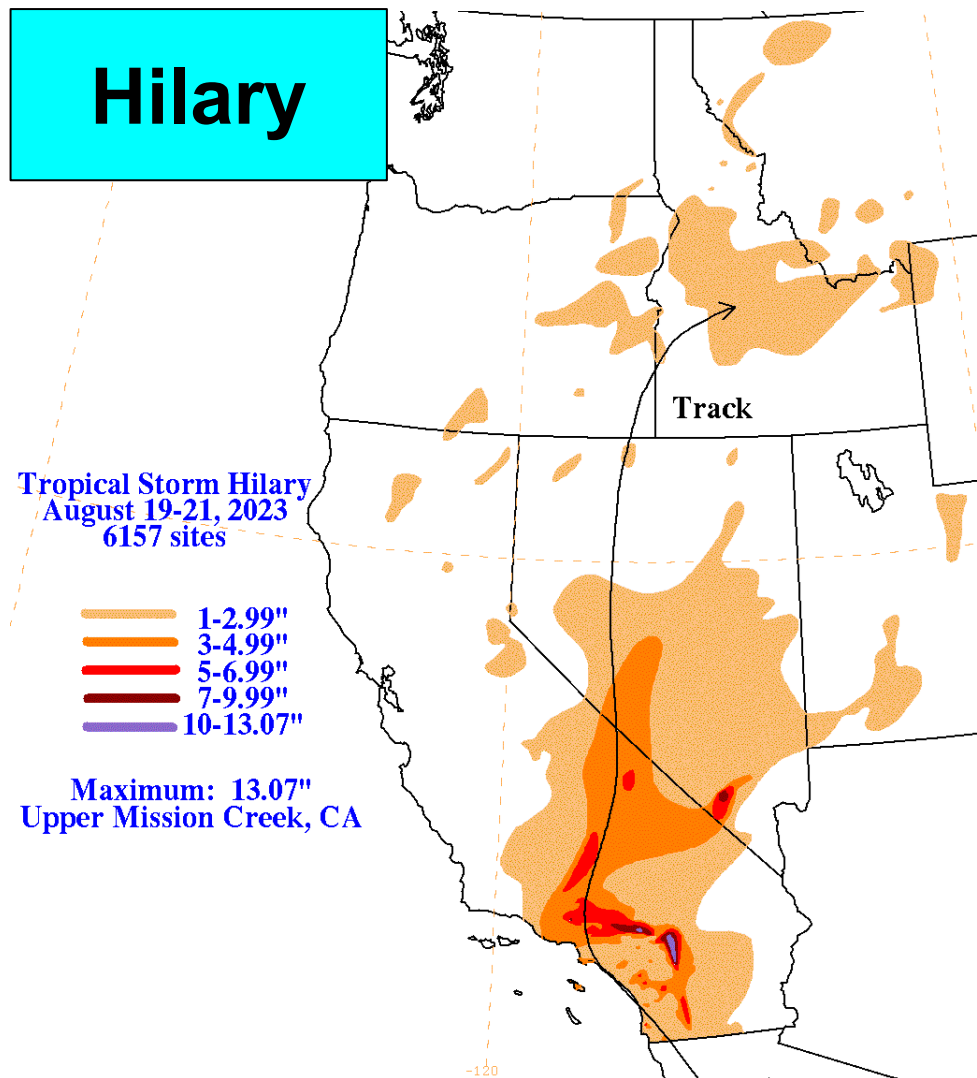 Hilary
Track
Tropical Storm Hilary
August 19-21, 2023
6157 sites
1-2.99"
3-4.99"
5-6.99"
7-9.99"
10-13.07"
Maximum:  13.07"
Upper Mission Creek, CA
-120